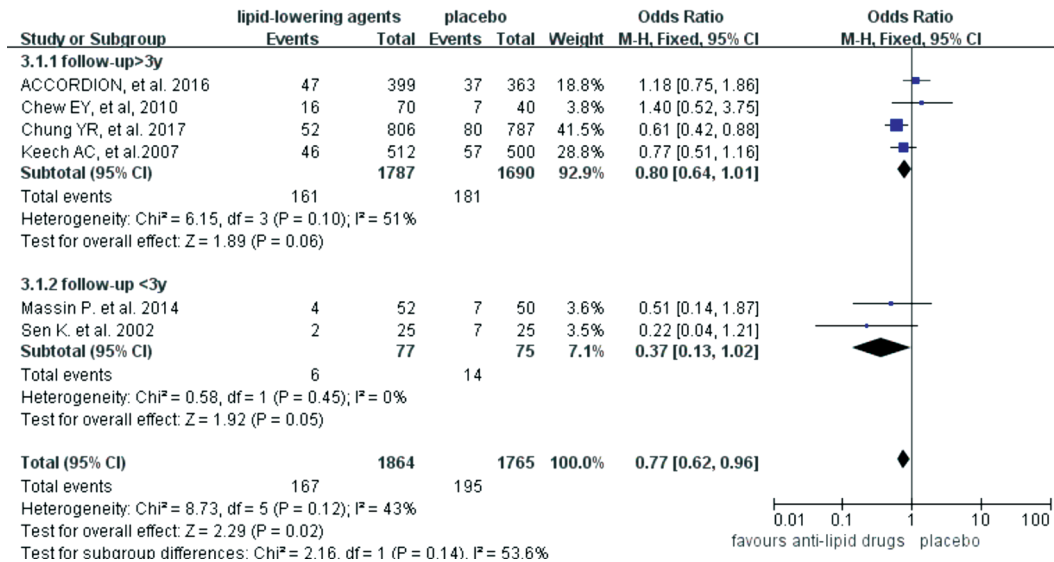 lipid-lowering agents placebo Odds Ratio Odds Ratio
Study or Subgroup Events Total Events Total Weight M-H, Fixed, 95% CI M-H, Fixed, 95% CI
3.1.1 follow-up>3y
ACCORDION, et al. 2016 47 399 37 363 18.8% 1.18 [0.75, 1.86]
Chew EY, et al, 2010 16 70 7 40 3.8% 1.40 [0.52, 3.75]
Chung YR, et al. 2017 52 806 80 787 41.5% 0.61 [0.42, 0.88]
Keech AC, et al.2007 46 512 57 500 28.8% 0.77 [0.51, 1.16]
Subtotal (95% CI) 1787 1690 92.9% 0.80 [0.64, 1.01]
Total events 161 181
Heterogeneity: Chi² = 6.15, df = 3 (P = 0.10); I² = 51%
Test for overall effect: Z = 1.89 (P = 0.06)
3.1.2 follow-up <3y
Massin P. et al. 2014 4 52 7 50 3.6% 0.51 [0.14, 1.87]
Sen K. et al. 2002 2 25 7 25 3.5% 0.22 [0.04, 1.21]
Subtotal (95% CI) 77 75 7.1% 0.37 [0.13, 1.02]
Total events 6 14
Heterogeneity: Chi² = 0.58, df = 1 (P = 0.45); I² = 0%
Test for overall effect: Z = 1.92 (P = 0.05)
Total (95% CI) 1864 1765 100.0% 0.77 [0.62, 0.96]
Total events 167 195
Heterogeneity: Chi² = 8.73, df = 5 (P = 0.12); I² = 43%
Test for overall effect: Z = 2.29 (P = 0.02)
Test for subgroup differences: Chi² = 2.16, df = 1 (P = 0.14), I² = 53.6%
0.01 0.1 1 10 100
favours anti-lipid drugs placebo